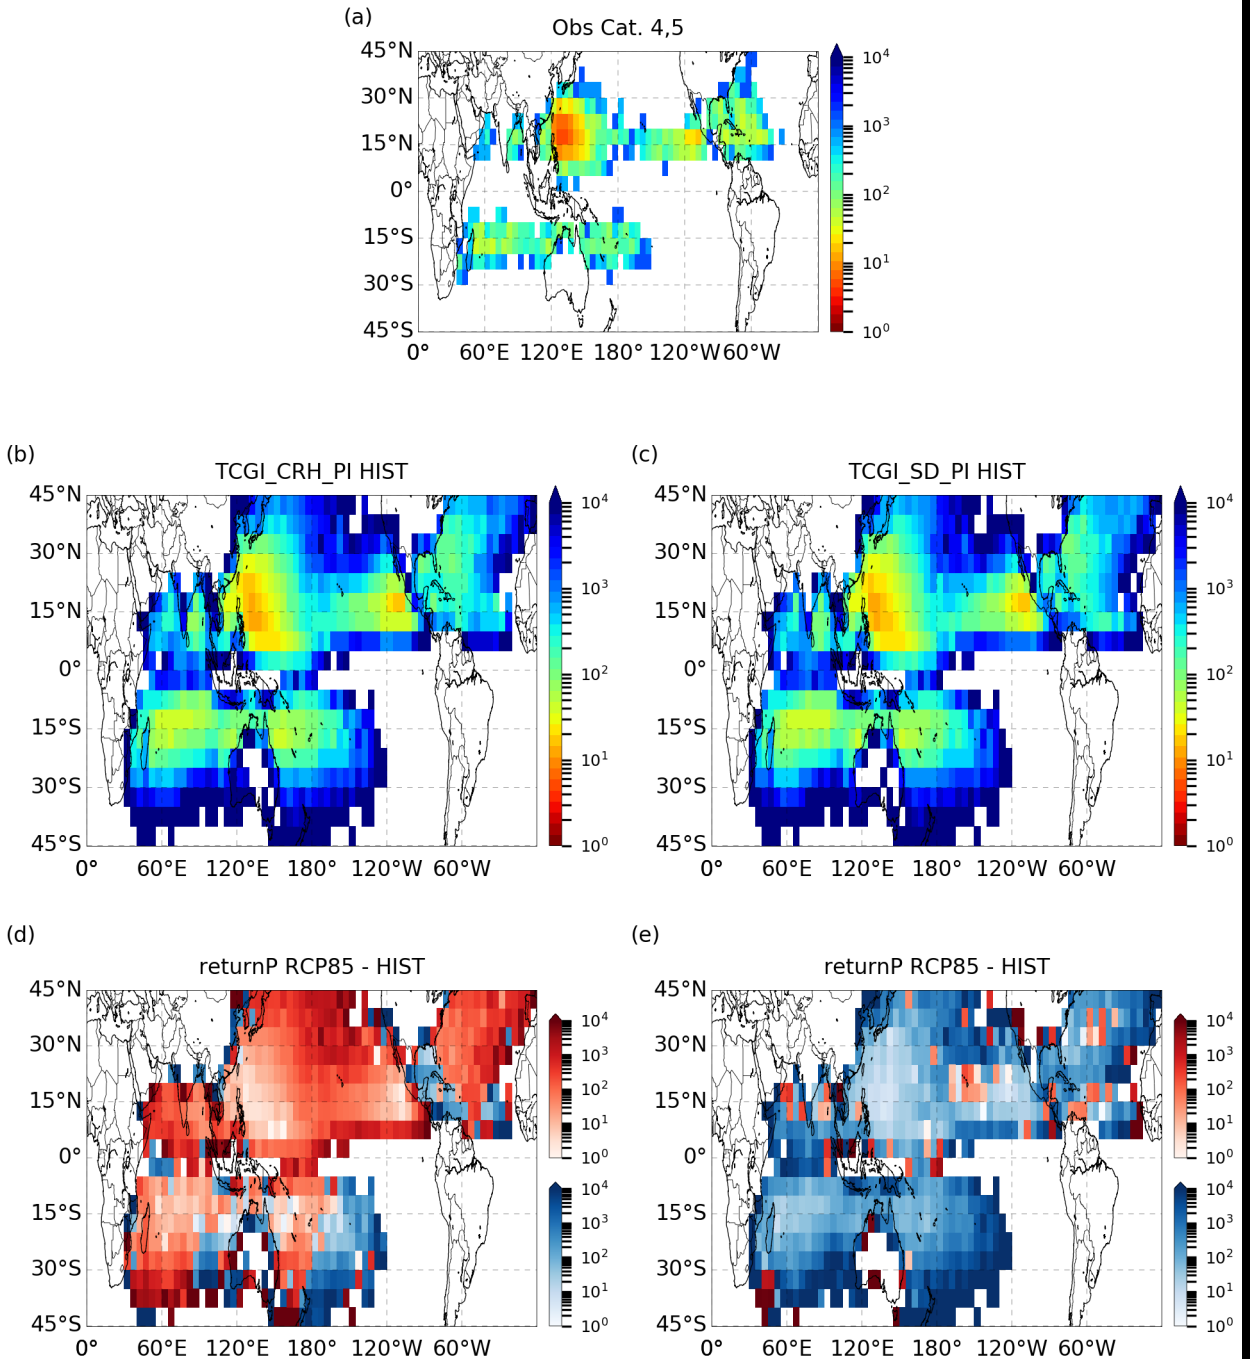 (a)
Obs Cat. 4,5
45°N
30°N
15°N
0°
15°S
30°S
45°S
0° 60°E 120°E 180° 120°W 60°W
10⁴
10³
10²
10¹
10⁰
(b)
TCGI_CRH_PI HIST
45°N
30°N
15°N
0°
15°S
30°S
45°S
0° 60°E 120°E 180° 120°W 60°W
10⁴
10³
10²
10¹
10⁰
(c)
TCGI_SD_PI HIST
45°N
30°N
15°N
0°
15°S
30°S
45°S
0° 60°E 120°E 180° 120°W 60°W
10⁴
10³
10²
10¹
10⁰
(d)
returnP RCP85 - HIST
45°N
30°N
15°N
0°
15°S
30°S
45°S
0° 60°E 120°E 180° 120°W 60°W
10⁴
10³
10²
10¹
10⁰
10⁴
10³
10²
10¹
10⁰
(e)
returnP RCP85 - HIST
45°N
30°N
15°N
0°
15°S
30°S
45°S
0° 60°E 120°E 180° 120°W 60°W
10⁴
10³
10²
10¹
10⁰
10⁴
10³
10²
10¹
10⁰